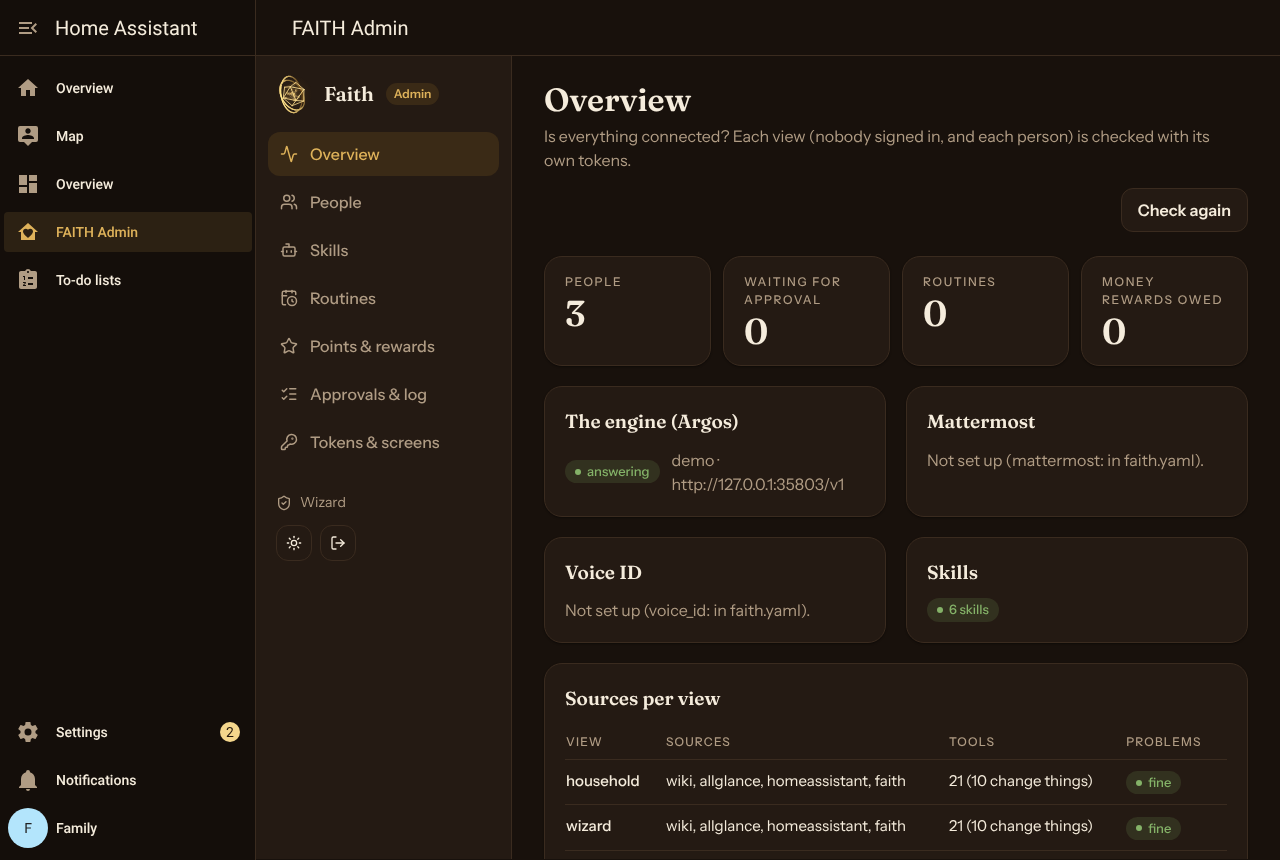 Home Assistant
FAITH Admin
Overview
Map
Overview
FAITH Admin
To-do lists
Settings
2
Notifications
F
Family
Faith
Admin
Overview
People
Skills
Routines
Points & rewards
Approvals & log
Tokens & screens
Wizard
Overview
Is everything connected? Each view (nobody signed in, and each person) is checked with its
own tokens.
Check again
PEOPLE
3
WAITING FOR
APPROVAL
0
ROUTINES
0
MONEY
REWARDS OWED
0
The engine (Argos)
answering
demo ·
http://127.0.0.1:35803/v1
Mattermost
Not set up (mattermost: in faith.yaml).
Voice ID
Not set up (voice_id: in faith.yaml).
Skills
6 skills
Sources per view
VIEW SOURCES TOOLS PROBLEMS
household wiki, allglance, homeassistant, faith 21 (10 change things) fine
wizard wiki, allglance, homeassistant, faith 21 (10 change things) fine